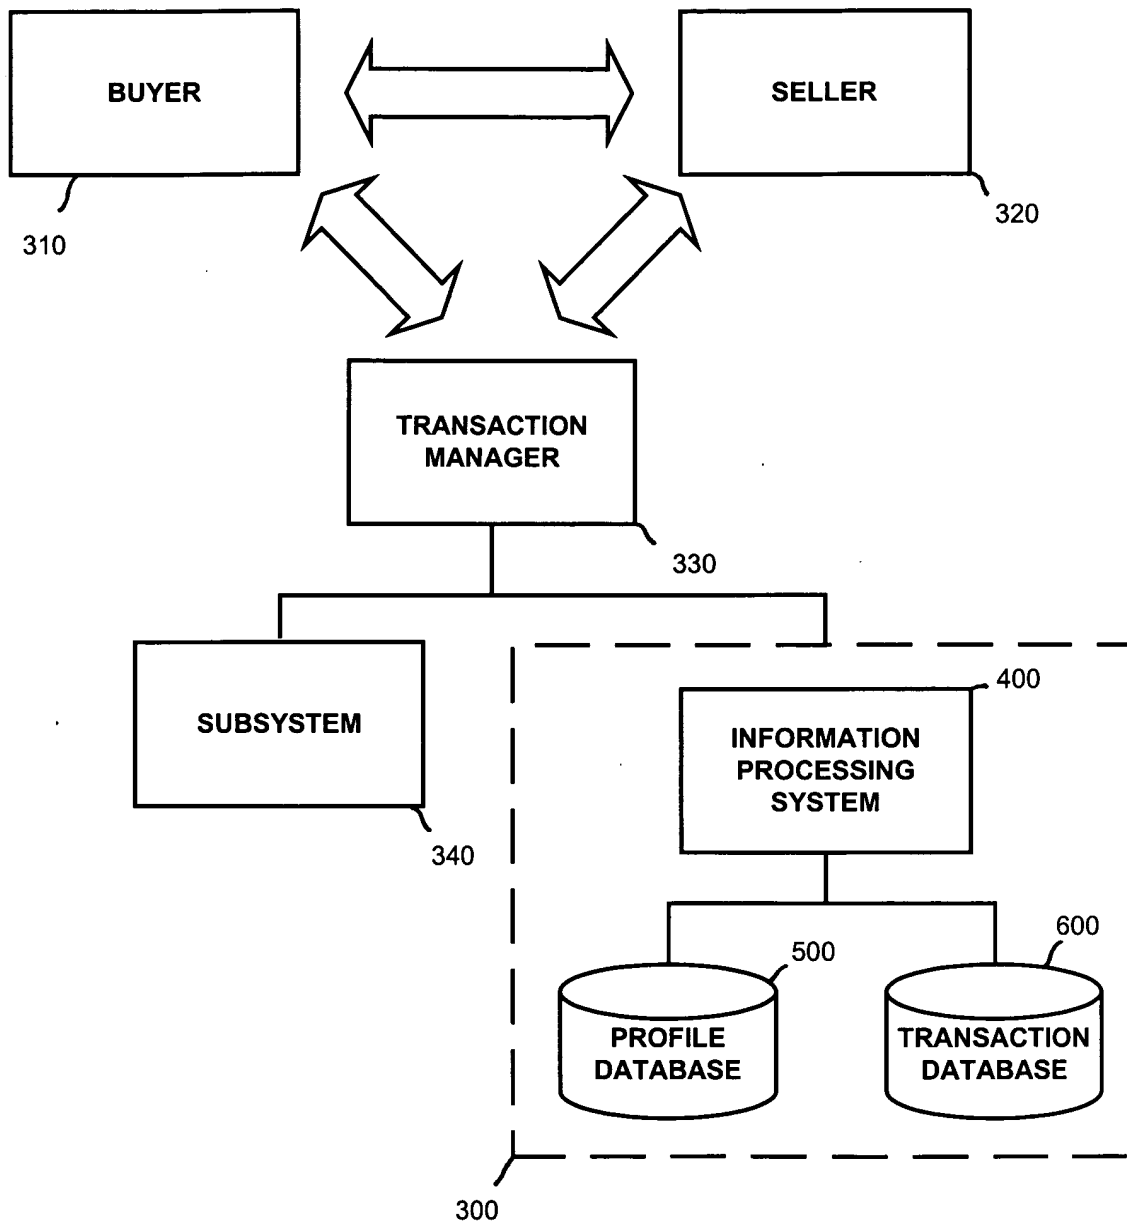 BUYER
SELLER
310
320
TRANSACTION
MANAGER
330
SUBSYSTEM
340
400
INFORMATION
PROCESSING
SYSTEM
500
600
PROFILE
DATABASE
TRANSACTION
DATABASE
300